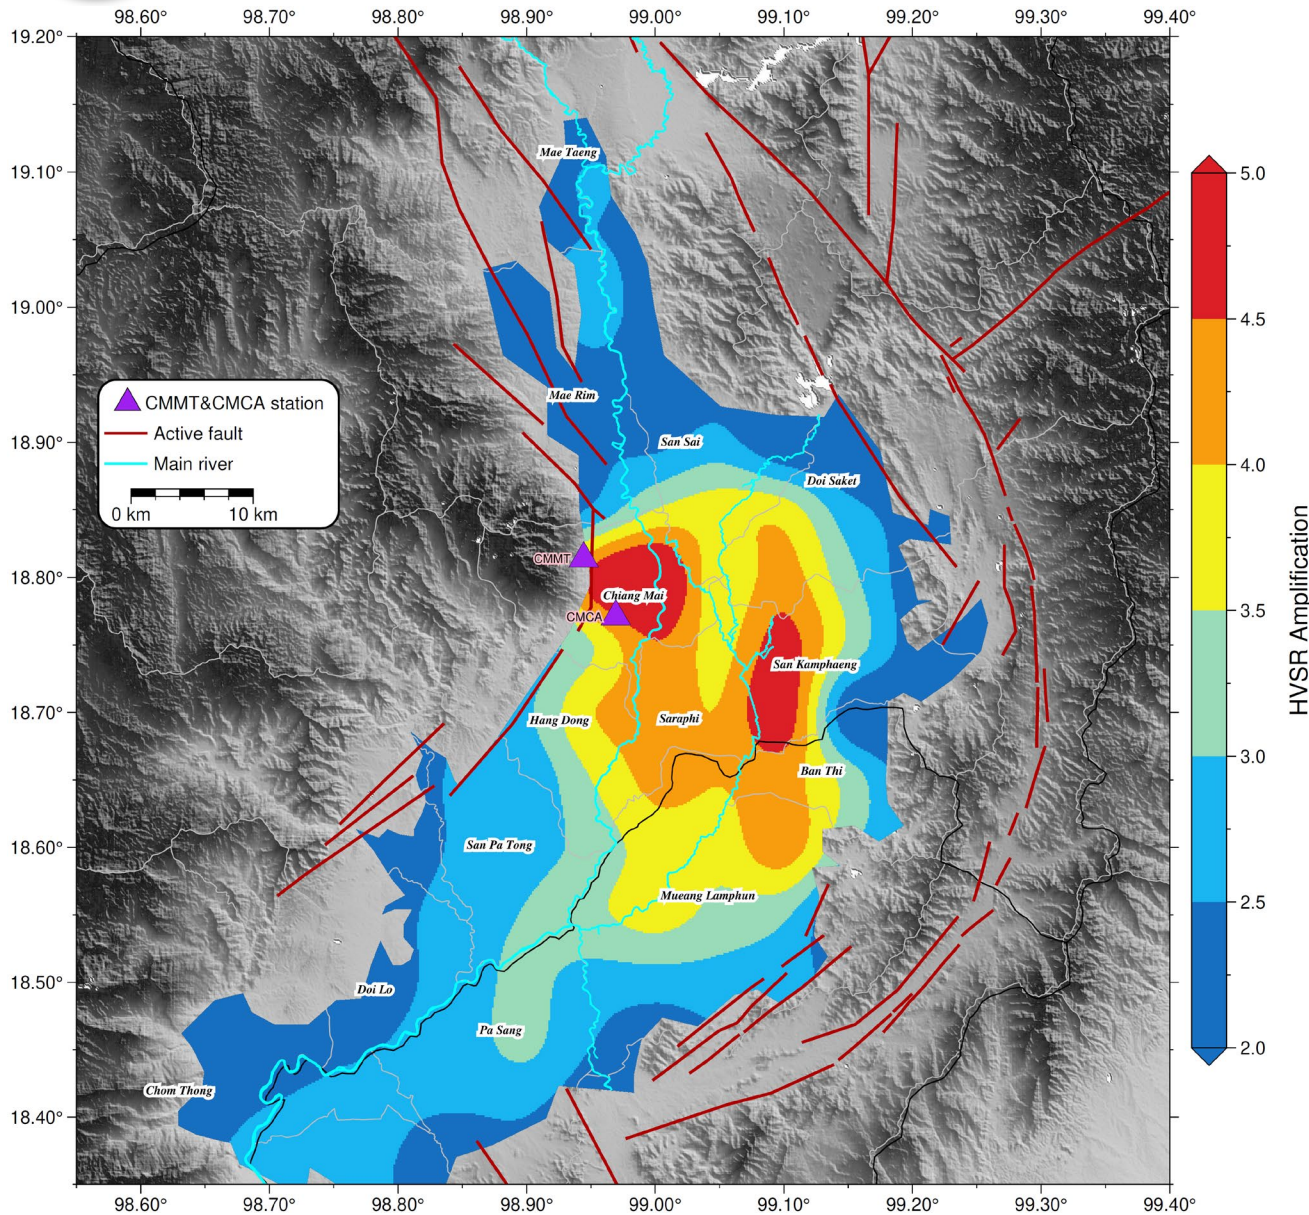 98.60° 98.70° 98.80° 98.90° 99.00° 99.10° 99.20° 99.30° 99.40°
19.20°
19.10°
19.00°
18.90°
18.80°
18.70°
18.60°
18.50°
18.40°
Mae Taeng
Mae Rim
San Sai
Doi Saket
CMMT
Chiang Mai
CMCA
San Kamphaeng
Hang Dong
Saraphi
Ban Thi
San Pa Tong
Mueang Lamphun
Doi Lo
Pa Sang
Chom Thong
CMMT&CMCA station
Active fault
Main river
0 km 10 km
5.0
4.5
4.0
3.5
3.0
2.5
2.0
HVSR Amplification
98.60° 98.70° 98.80° 98.90° 99.00° 99.10° 99.20° 99.30° 99.40°